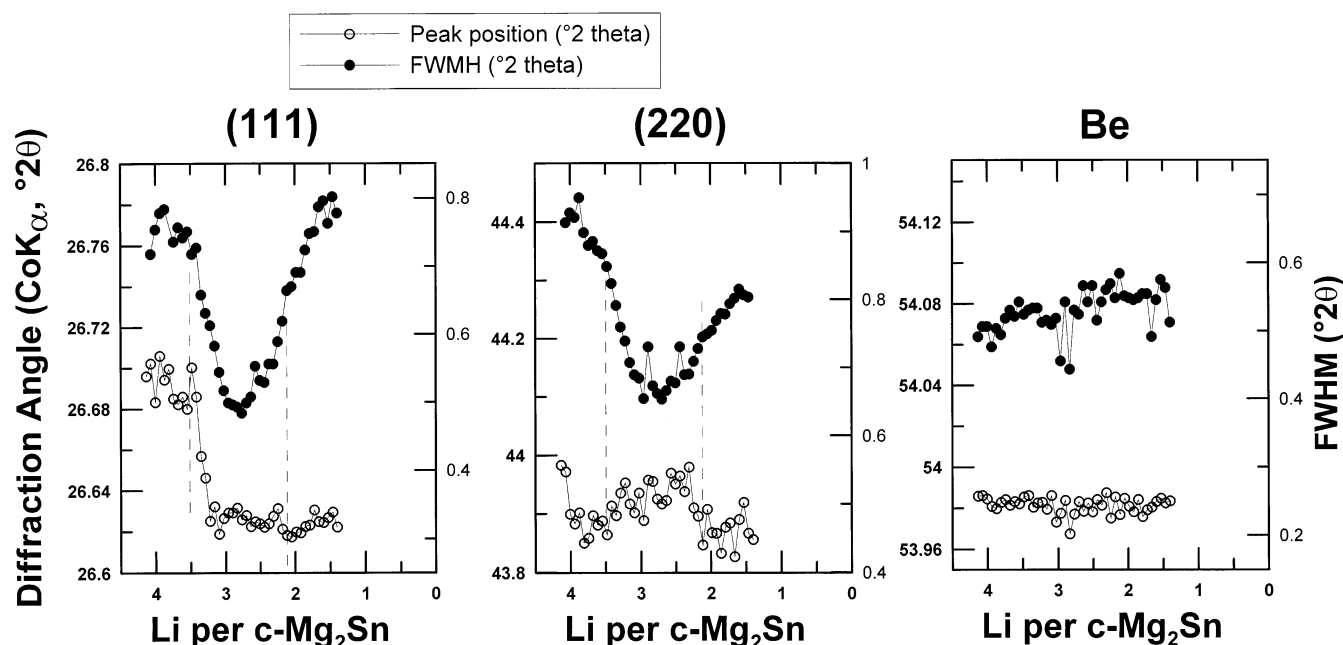 Peak position (°2 theta)
FWMH (°2 theta)
(111)
(220)
Be
Diffraction Angle (CoKα, °2θ)
26.8
26.76
26.72
26.68
26.64
26.6
0.8
0.6
0.4
4 3 2 1 0
Li per c-Mg₂Sn
44.4
44.2
44
43.8
1
0.8
0.6
0.4
4 3 2 1 0
Li per c-Mg₂Sn
54.12
54.08
54.04
54
53.96
0.6
0.5
0.4
0.2
4 3 2 1 0
Li per c-Mg₂Sn
FWHM (°2θ)